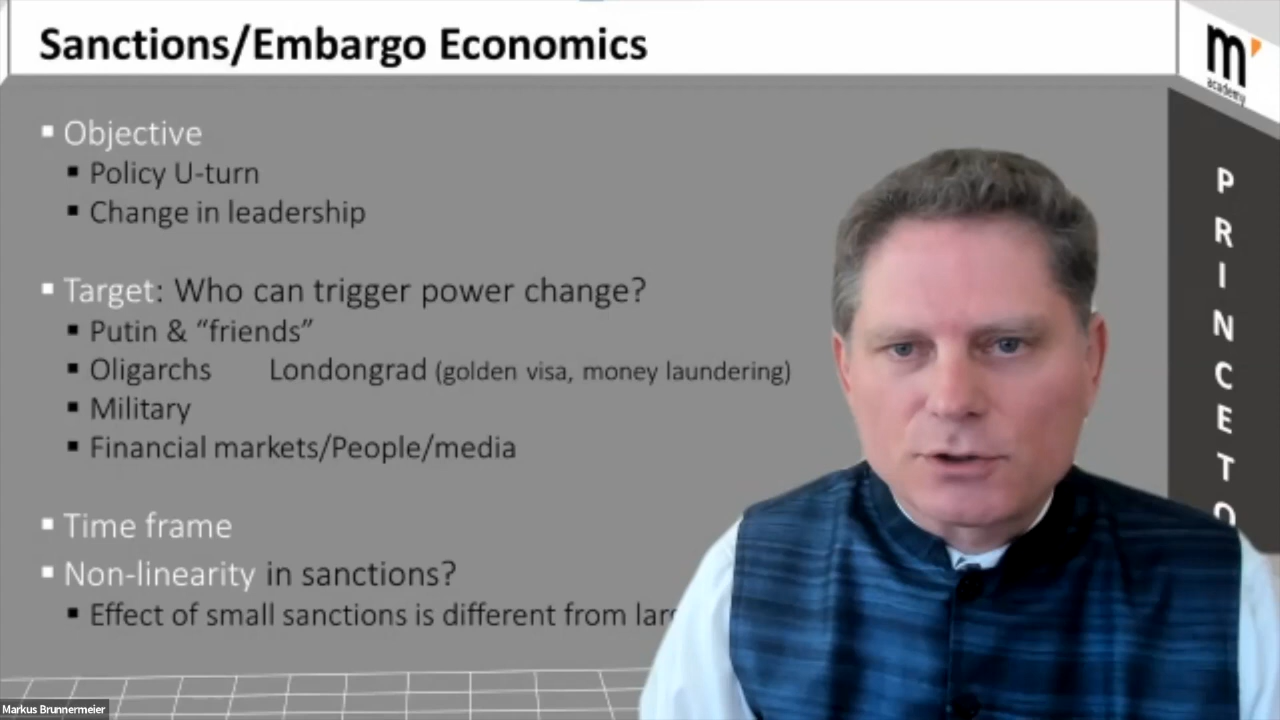 Sanctions/Embargo Economics
m'
academy
Objective
Policy U-turn
Change in leadership
Target: Who can trigger power change?
Putin & “friends”
Oligarchs Londongrad (golden visa, money laundering)
Military
Financial markets/People/media
Time frame
Non-linearity in sanctions?
Effect of small sanctions is different from
PRINCETO
Markus Brunnermeier